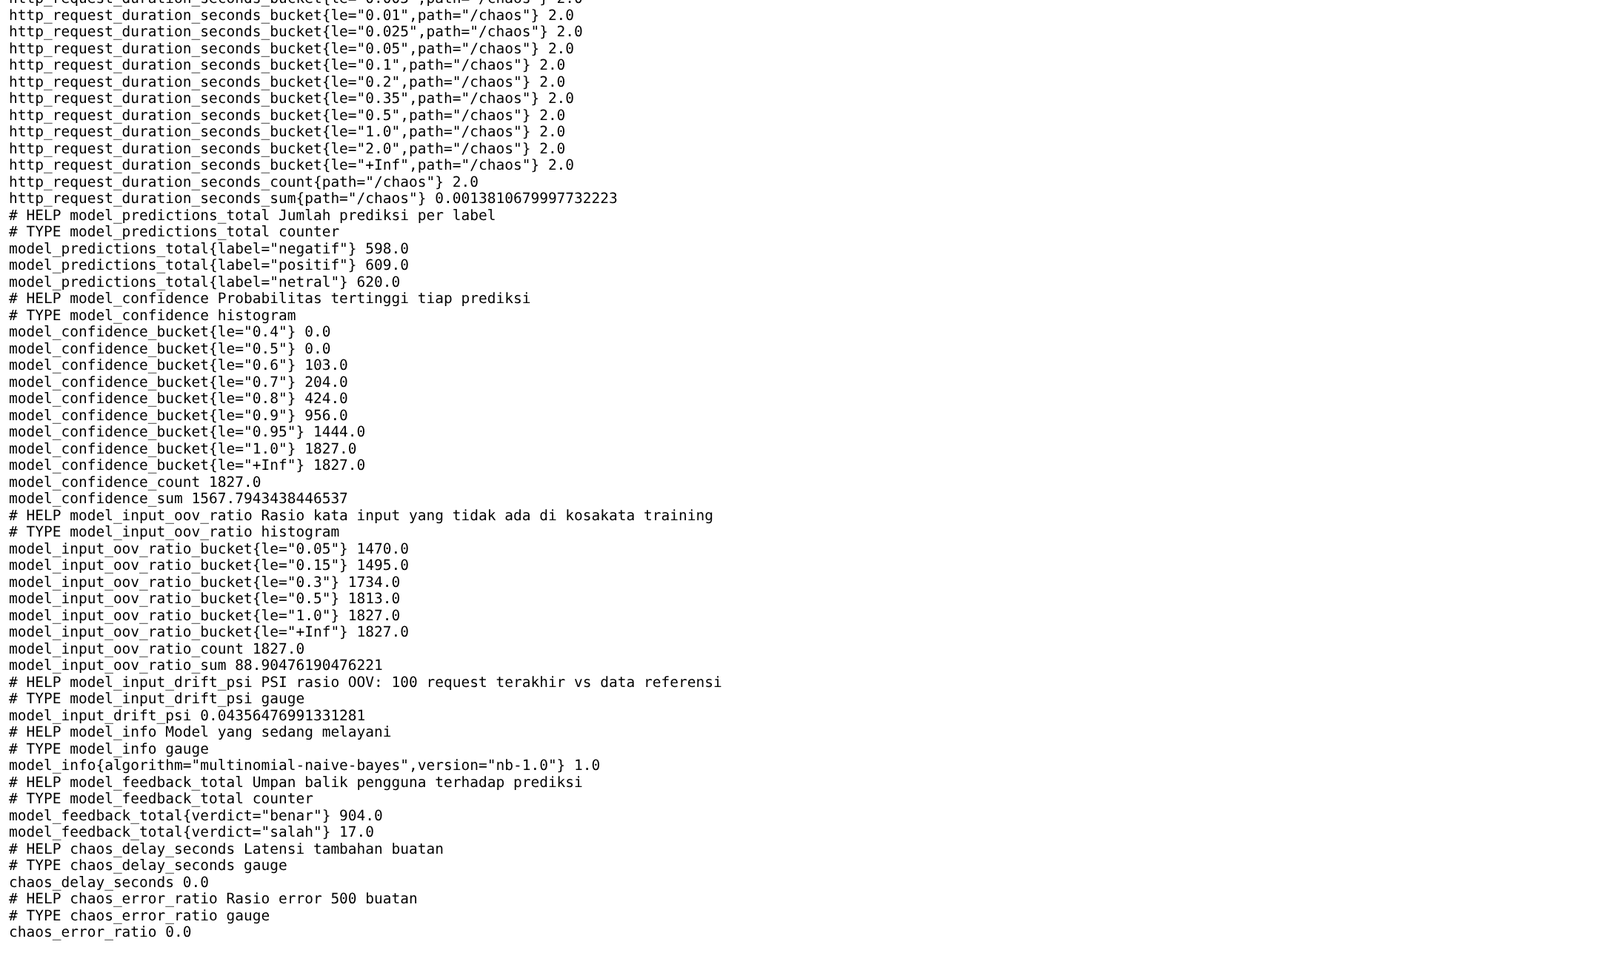 http_request_duration_seconds_bucket{le="0.005",path="/chaos"} 2.0
http_request_duration_seconds_bucket{le="0.01",path="/chaos"} 2.0
http_request_duration_seconds_bucket{le="0.025",path="/chaos"} 2.0
http_request_duration_seconds_bucket{le="0.05",path="/chaos"} 2.0
http_request_duration_seconds_bucket{le="0.1",path="/chaos"} 2.0
http_request_duration_seconds_bucket{le="0.2",path="/chaos"} 2.0
http_request_duration_seconds_bucket{le="0.35",path="/chaos"} 2.0
http_request_duration_seconds_bucket{le="0.5",path="/chaos"} 2.0
http_request_duration_seconds_bucket{le="1.0",path="/chaos"} 2.0
http_request_duration_seconds_bucket{le="2.0",path="/chaos"} 2.0
http_request_duration_seconds_bucket{le="+Inf",path="/chaos"} 2.0
http_request_duration_seconds_count{path="/chaos"} 2.0
http_request_duration_seconds_sum{path="/chaos"} 0.0013810679997732223
# HELP model_predictions_total Jumlah prediksi per label
# TYPE model_predictions_total counter
model_predictions_total{label="negatif"} 598.0
model_predictions_total{label="positif"} 609.0
model_predictions_total{label="netral"} 620.0
# HELP model_confidence Probabilitas tertinggi tiap prediksi
# TYPE model_confidence histogram
model_confidence_bucket{le="0.4"} 0.0
model_confidence_bucket{le="0.5"} 0.0
model_confidence_bucket{le="0.6"} 103.0
model_confidence_bucket{le="0.7"} 204.0
model_confidence_bucket{le="0.8"} 424.0
model_confidence_bucket{le="0.9"} 956.0
model_confidence_bucket{le="0.95"} 1444.0
model_confidence_bucket{le="1.0"} 1827.0
model_confidence_bucket{le="+Inf"} 1827.0
model_confidence_count 1827.0
model_confidence_sum 1567.7943438446537
# HELP model_input_oov_ratio Rasio kata input yang tidak ada di kosakata training
# TYPE model_input_oov_ratio histogram
model_input_oov_ratio_bucket{le="0.05"} 1470.0
model_input_oov_ratio_bucket{le="0.15"} 1495.0
model_input_oov_ratio_bucket{le="0.3"} 1734.0
model_input_oov_ratio_bucket{le="0.5"} 1813.0
model_input_oov_ratio_bucket{le="1.0"} 1827.0
model_input_oov_ratio_bucket{le="+Inf"} 1827.0
model_input_oov_ratio_count 1827.0
model_input_oov_ratio_sum 88.90476190476221
# HELP model_input_drift_psi PSI rasio OOV: 100 request terakhir vs data referensi
# TYPE model_input_drift_psi gauge
model_input_drift_psi 0.04356476991331281
# HELP model_info Model yang sedang melayani
# TYPE model_info gauge
model_info{algorithm="multinomial-naive-bayes",version="nb-1.0"} 1.0
# HELP model_feedback_total Umpan balik pengguna terhadap prediksi
# TYPE model_feedback_total counter
model_feedback_total{verdict="benar"} 904.0
model_feedback_total{verdict="salah"} 17.0
# HELP chaos_delay_seconds Latensi tambahan buatan
# TYPE chaos_delay_seconds gauge
chaos_delay_seconds 0.0
# HELP chaos_error_ratio Rasio error 500 buatan
# TYPE chaos_error_ratio gauge
chaos_error_ratio 0.0